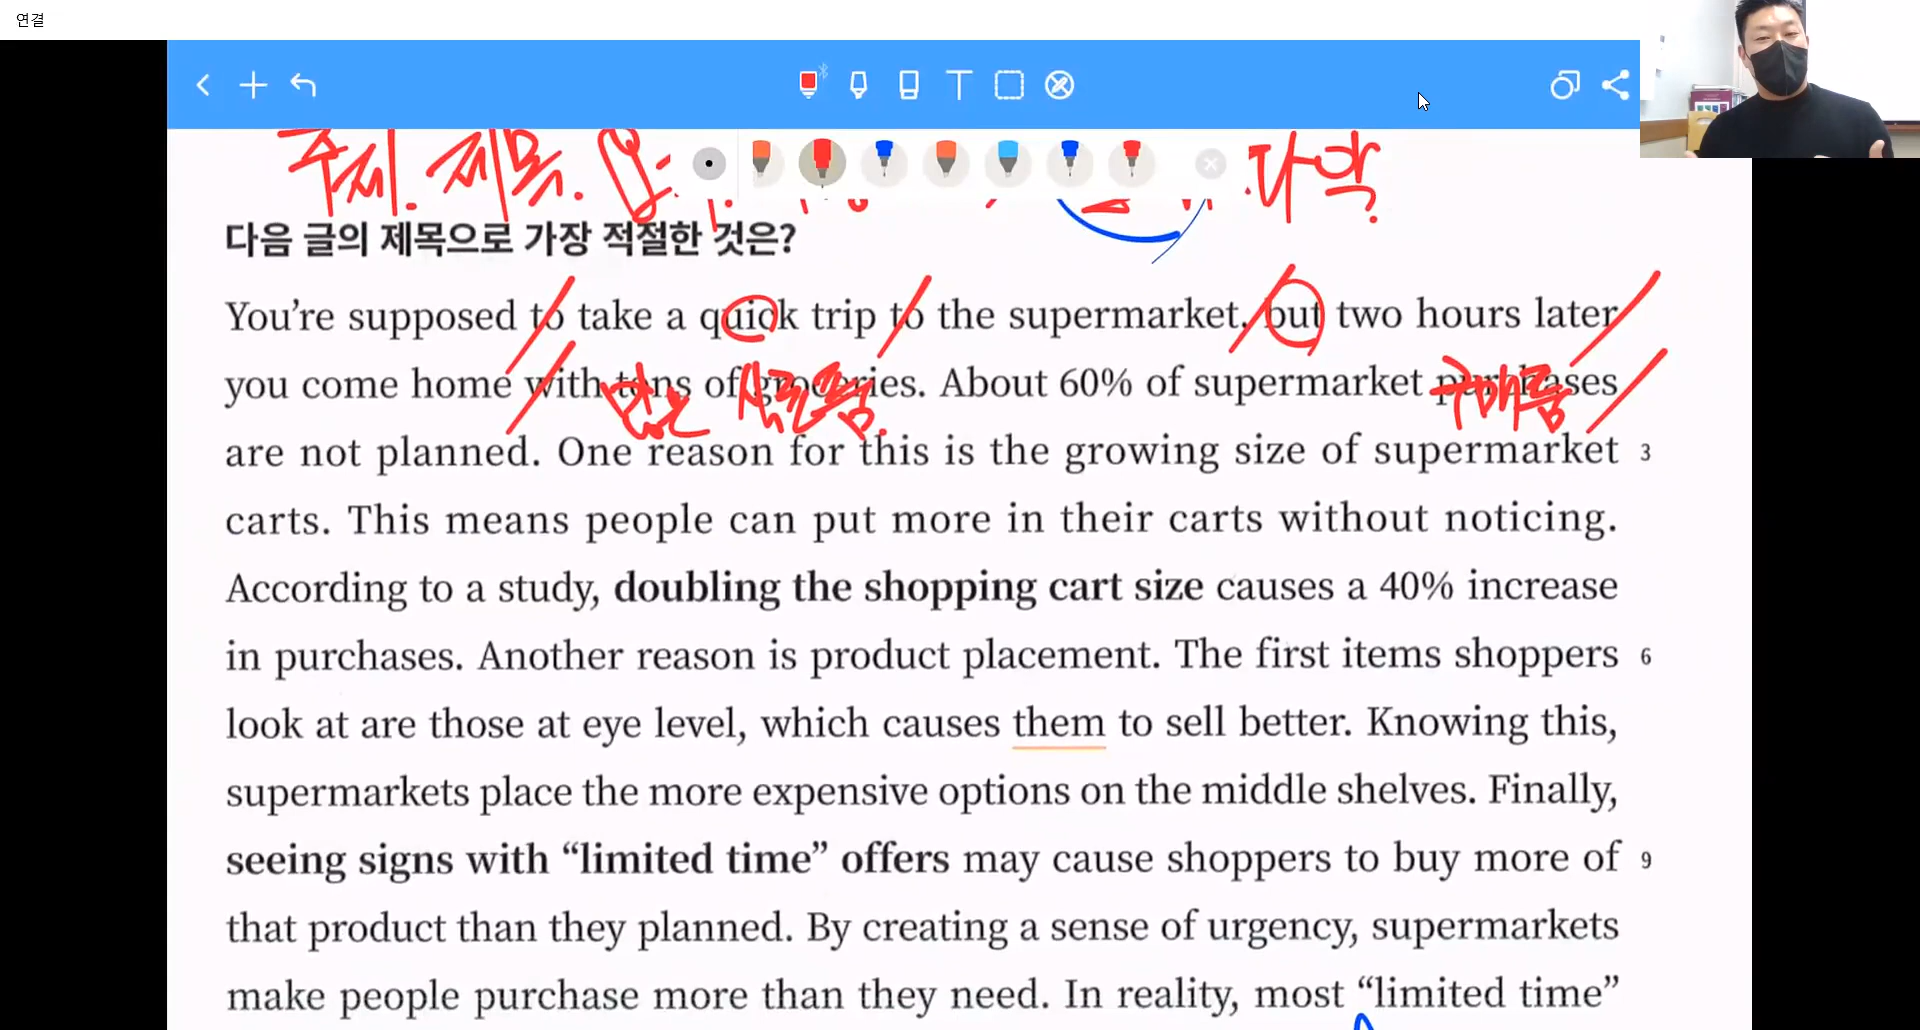 연결
주제. 제목.
다음 글의 제목으로 가장 적절한 것은?
You’re supposed to take a quick trip to the supermarket, but two hours later
you come home with tons of groceries. About 60% of supermarket purchases
많은 식료품.
구매품
are not planned. One reason for this is the growing size of supermarket 3
carts. This means people can put more in their carts without noticing.
According to a study, doubling the shopping cart size causes a 40% increase
in purchases. Another reason is product placement. The first items shoppers 6
look at are those at eye level, which causes them to sell better. Knowing this,
supermarkets place the more expensive options on the middle shelves. Finally,
seeing signs with “limited time” offers may cause shoppers to buy more of 9
that product than they planned. By creating a sense of urgency, supermarkets
make people purchase more than they need. In reality, most “limited time”